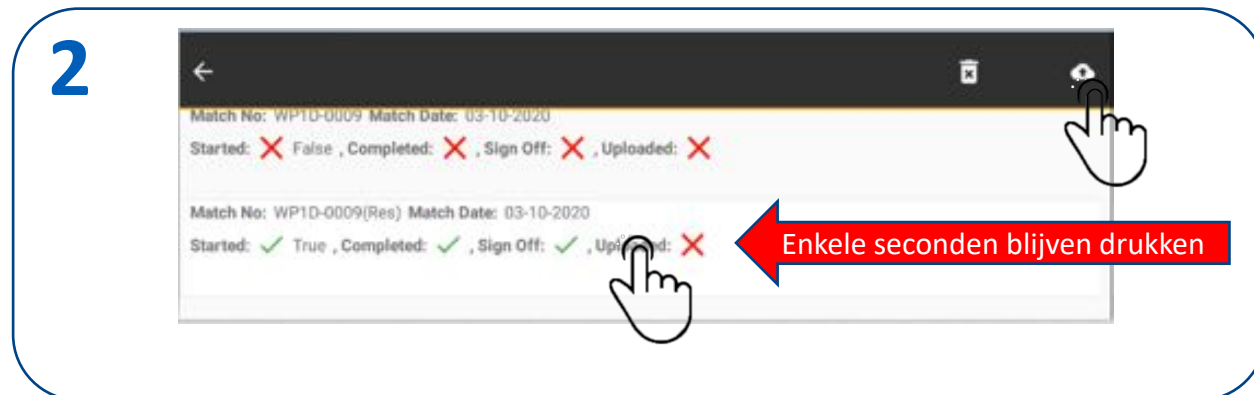 2
Match No: WP1D-0009 Match Date: 03-10-2020
Started: False , Completed: , Sign Off: , Uploaded:
Match No: WP1D-0009(Res) Match Date: 03-10-2020
Started: True , Completed: , Sign Off: , Uploaded:
Enkele seconden blijven drukken